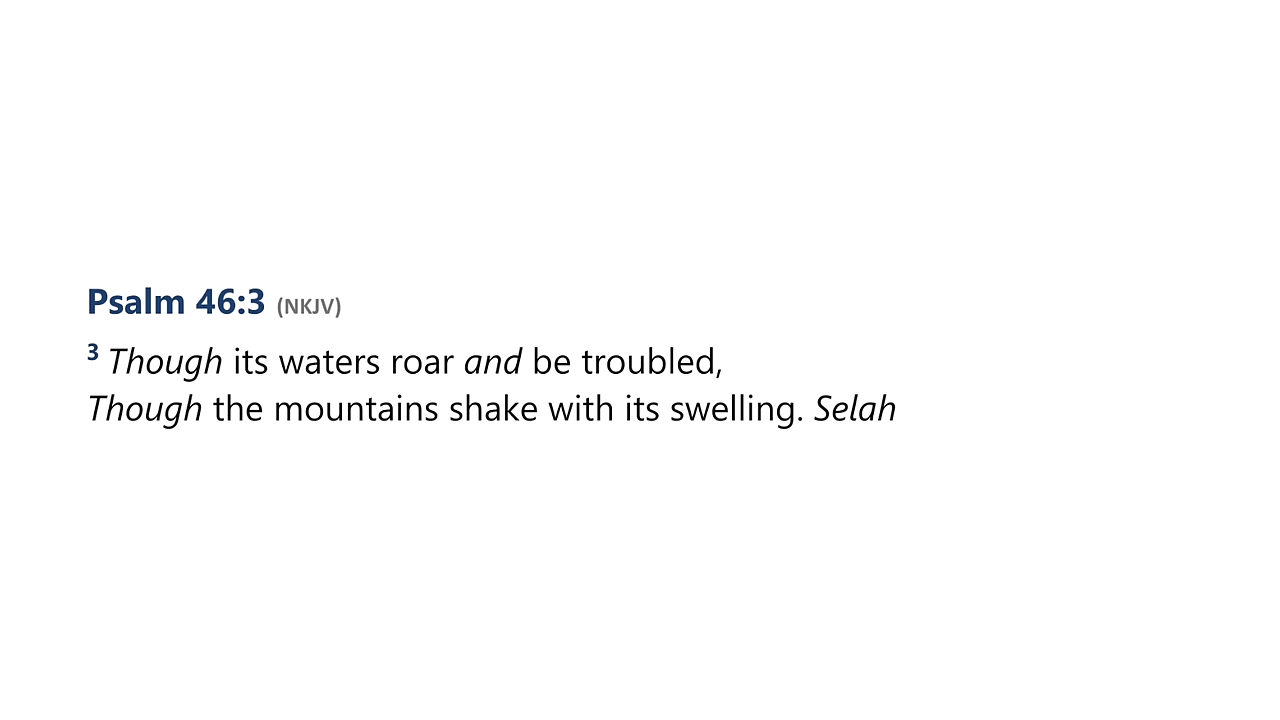 Psalm 46:3 (NKJV)
3 Though its waters roar and be troubled,
Though the mountains shake with its swelling. Selah